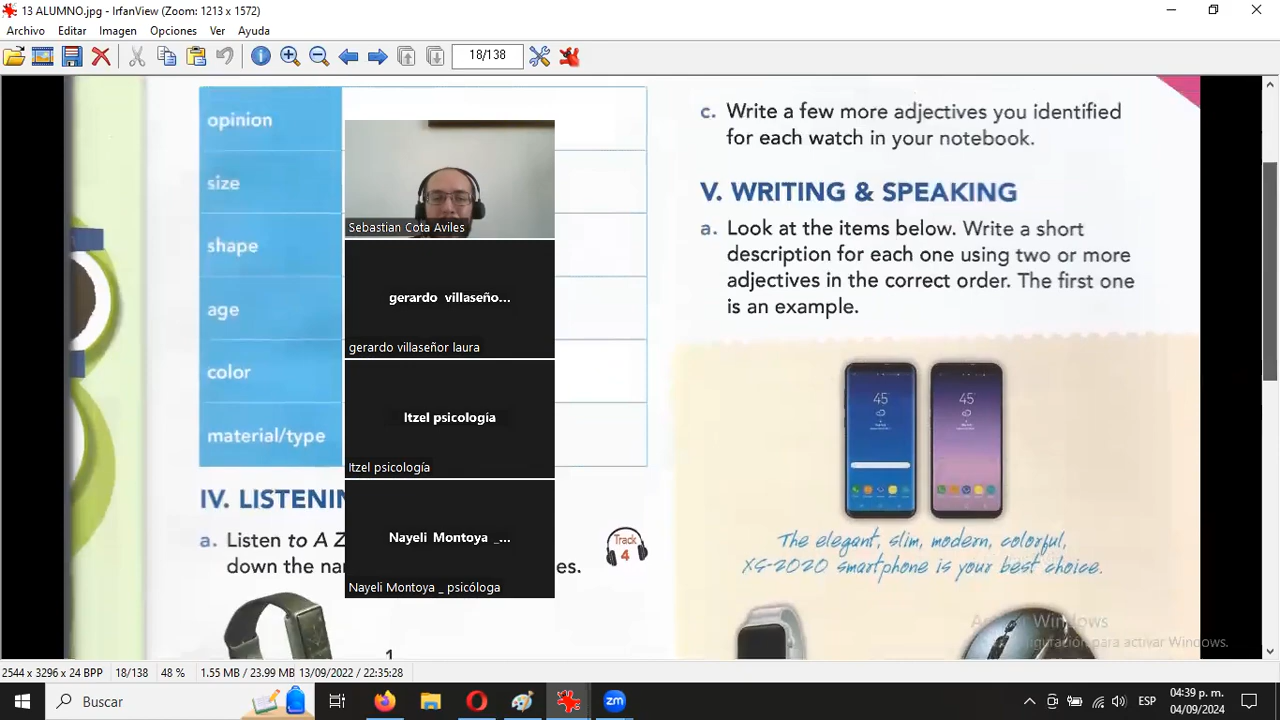 13 ALUMNO.jpg - IrfanView (Zoom: 1213 x 1572)
Archivo Editar Imagen Opciones Ver Ayuda
18/138
opinion
size
shape
age
color
material/type
IV. LISTENIN
a. Listen to A Z
down the na
es.
Track
4
1
Sebastian Cota Aviles
gerardo villaseño...
gerardo villaseñor laura
Itzel psicología
Itzel psicología
Nayeli Montoya _...
Nayeli Montoya _ psicóloga
c. Write a few more adjectives you identified
for each watch in your notebook.
V. WRITING & SPEAKING
a. Look at the items below. Write a short
description for each one using two or more
adjectives in the correct order. The first one
is an example.
45
45
The elegant, slim, modern, colorful,
XG-2020 smartphone is your best choice.
2544 x 3296 x 24 BPP 18/138 48 % 1.55 MB / 23.99 MB 13/09/2022 / 22:35:28
Buscar
ESP
04:39 p. m.
04/09/2024